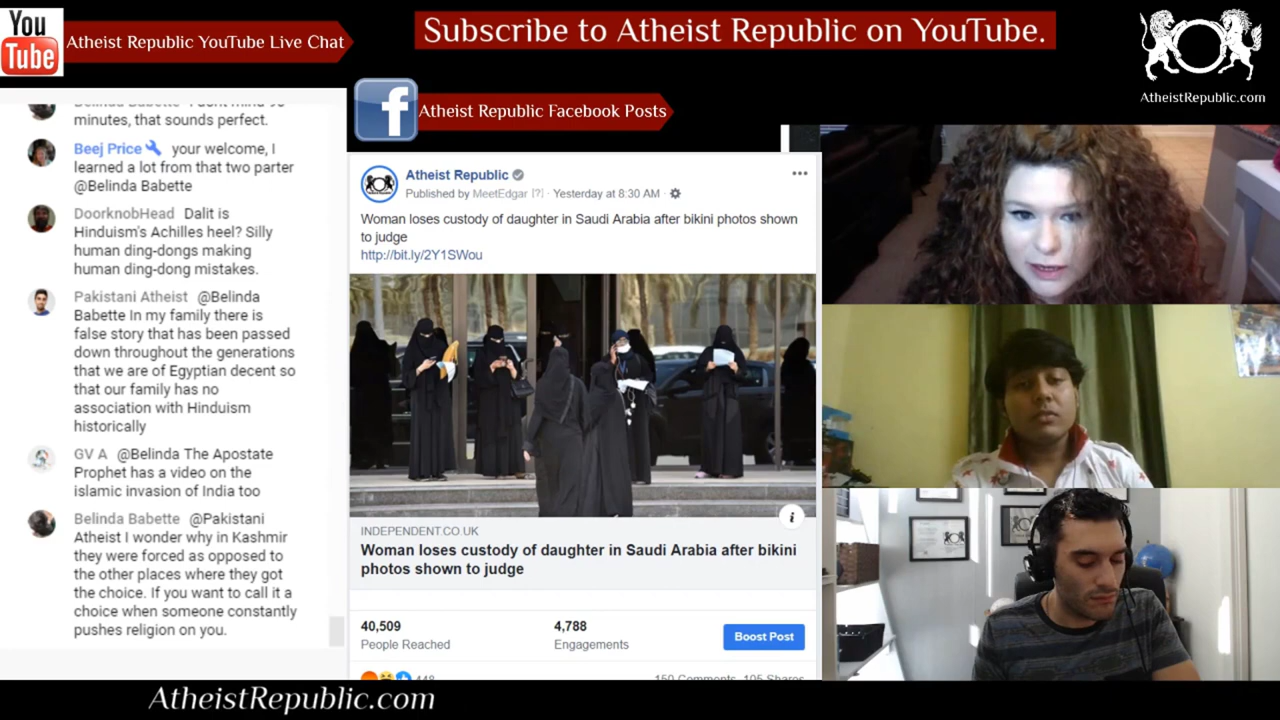 You
Tube
Atheist Republic YouTube Live Chat
Subscribe to Atheist Republic on YouTube.
AtheistRepublic.com
f
Atheist Republic Facebook Posts
minutes, that sounds perfect.
Beej Price your welcome, I
learned a lot from that two parter
@Belinda Babette
DoorknobHead Dalit is
Hinduism's Achilles heel? Silly
human ding-dongs making
human ding-dong mistakes.
Pakistani Atheist @Belinda
Babette In my family there is
false story that has been passed
down throughout the generations
that we are of Egyptian decent so
that our family has no
association with Hinduism
historically
GV A @Belinda The Apostate
Prophet has a video on the
islamic invasion of India too
Belinda Babette @Pakistani
Atheist I wonder why in Kashmir
they were forced as opposed to
the other places where they got
the choice. If you want to call it a
choice when someone constantly
pushes religion on you.
Atheist Republic
Published by MeetEdgar [?] · Yesterday at 8:30 AM ·
Woman loses custody of daughter in Saudi Arabia after bikini photos shown
to judge
http://bit.ly/2Y1SWou
i
INDEPENDENT.CO.UK
Woman loses custody of daughter in Saudi Arabia after bikini
photos shown to judge
40,509
People Reached
4,788
Engagements
Boost Post
150 Comments 105 Shares
AtheistRepublic.com